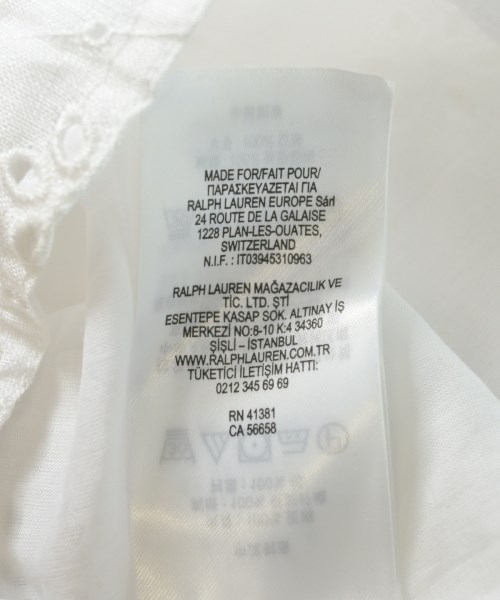 MADE FOR/FAIT POUR/
ΠΑΡΑΣΚΕΥΑΖΕΤΑΙ ΓΙΑ
RALPH LAUREN EUROPE Sárl
24 ROUTE DE LA GALAISE
1228 PLAN-LES-OUATES,
SWITZERLAND
N.I.F. : IT03945310963
RALPH LAUREN MAĞAZACILIK VE
TİC. LTD. ŞTİ
ESENTEPE KASAP SOK. ALTINAY İŞ
MERKEZİ NO:8-10 K:4 34360
ŞİŞLİ – İSTANBUL
WWW.RALPHLAUREN.COM.TR
TÜKETİCİ İLETİŞİM HATTI:
0212 345 69 69
RN 41381
CA 56658